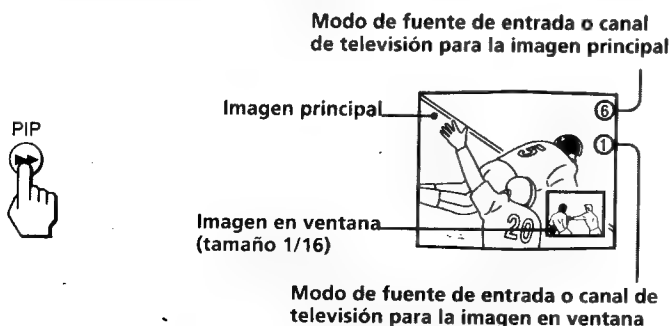 Modo de fuente de entrada o canal
de televisión para la imagen principal
Imagen principal
6
PIP
1
5
Imagen en ventana
(tamaño 1/16)
20
Modo de fuente de entrada o canal de
televisión para la imagen en ventana